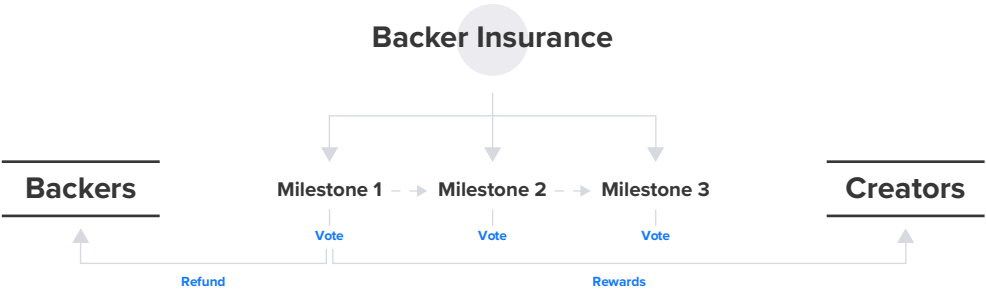 Backer Insurance
Backers
Milestone 1
Milestone 2
Milestone 3
Creators
Vote
Vote
Vote
Refund
Rewards